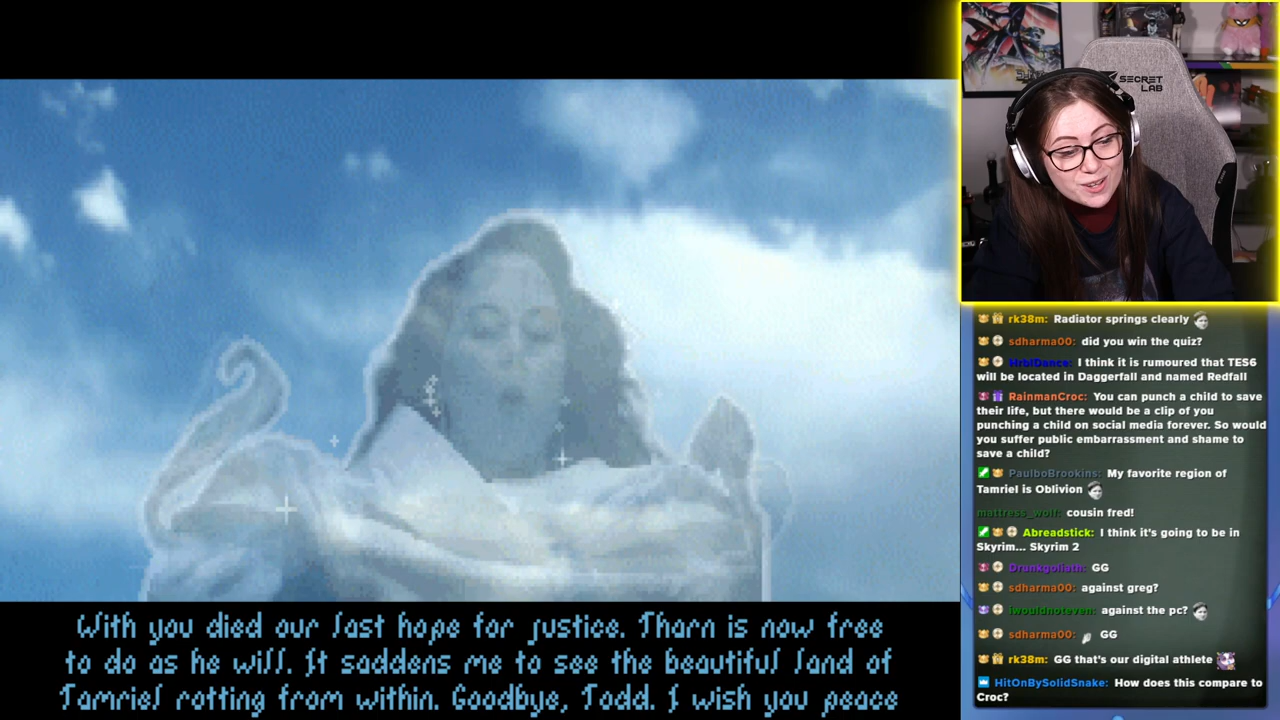 With you died our last hope for justice. Tharn is now free
to do as he will. It saddens me to see the beautiful land of
Tamriel rotting from within. Goodbye, Todd. I wish you peace
SECRET
LAB
rk38m: Radiator springs clearly
sdharma00: did you win the quiz?
HrblDance: I think it is rumoured that TES6
will be located in Daggerfall and named Redfall
RainmanCroc: You can punch a child to save
their life, but there would be a clip of you
punching a child on social media forever. So would
you suffer public embarrassment and shame to
save a child?
PaulboBrookins: My favorite region of
Tamriel is Oblivion
mattress_wolf: cousin fred!
Abreadstick: I think it's going to be in
Skyrim... Skyrim 2
Drunkgoliath: GG
sdharma00: against greg?
iwouldnoteven: against the pc?
sdharma00: GG
rk38m: GG that's our digital athlete
HitOnBySolidSnake: How does this compare to
Croc?